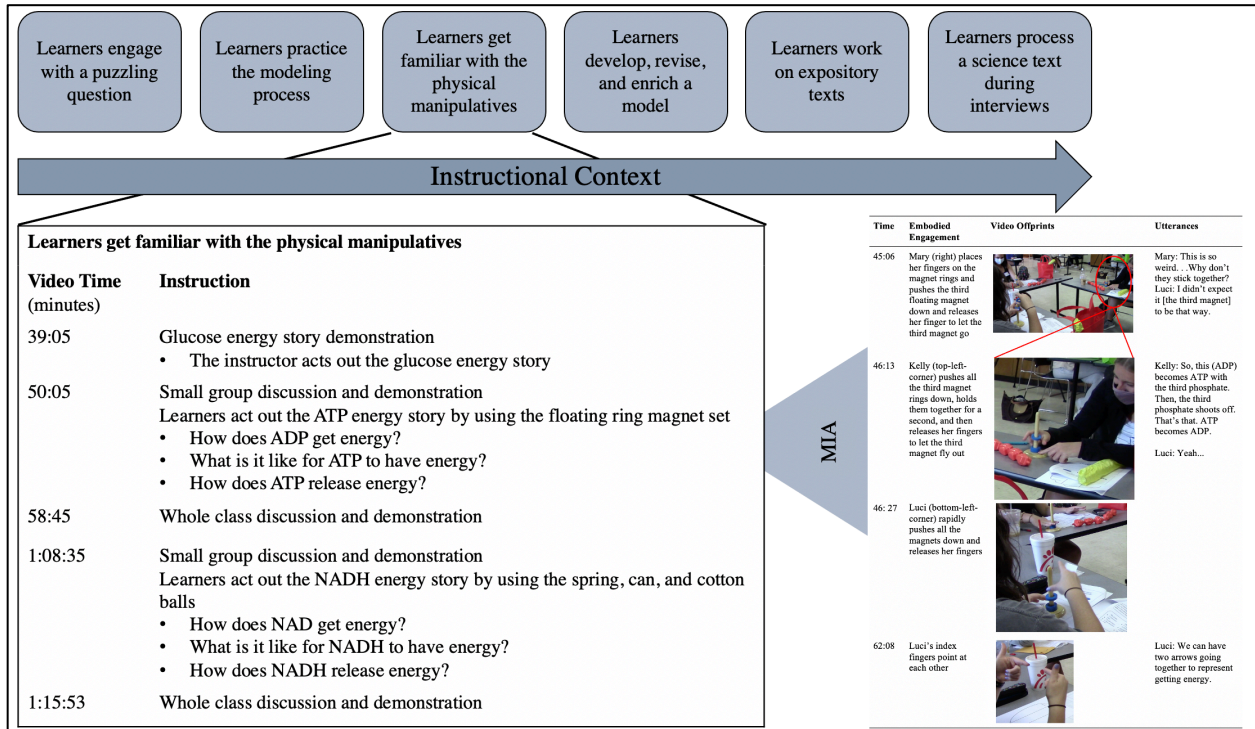 Learners engage
with a puzzling
question
Learners practice
the modeling
process
Learners get
familiar with the
physical
manipulatives
Learners
develop, revise,
and enrich a
model
Learners work
on expository
texts
Learners process
a science text
during
interviews
Instructional Context
Learners get familiar with the physical manipulatives
Video Time
(minutes)
Instruction
39:05
Glucose energy story demonstration
• The instructor acts out the glucose energy story
50:05
Small group discussion and demonstration
Learners act out the ATP energy story by using the floating ring magnet set
• How does ADP get energy?
• What is it like for ATP to have energy?
• How does ATP release energy?
58:45
Whole class discussion and demonstration
1:08:35
Small group discussion and demonstration
Learners act out the NADH energy story by using the spring, can, and cotton
balls
• How does NAD get energy?
• What is it like for NADH to have energy?
• How does NADH release energy?
1:15:53
Whole class discussion and demonstration
MIA
Time
Embodied
Engagement
Video Offprints
Utterances
45:06
Mary (right) places
her fingers on the
magnet rings and
pushes the third
floating magnet
down and releases
her finger to let the
third magnet go
Mary: This is so
weird. . .Why don't
they stick together?
Luci: I didn't expect
it [the third magnet]
to be that way.
46:13
Kelly (top-left-
corner) pushes all
the third magnet
rings down, holds
them together for a
second, and then
releases her fingers
to let the third
magnet fly out
Kelly: So, this (ADP)
becomes ATP with
the third phosphate.
Then, the third
phosphate shoots off.
That's that. ATP
becomes ADP.
Luci: Yeah...
46: 27
Luci (bottom-left-
corner) rapidly
pushes all the
magnets down and
releases her fingers
62:08
Luci's index
fingers point at
each other
Luci: We can have
two arrows going
together to represent
getting energy.